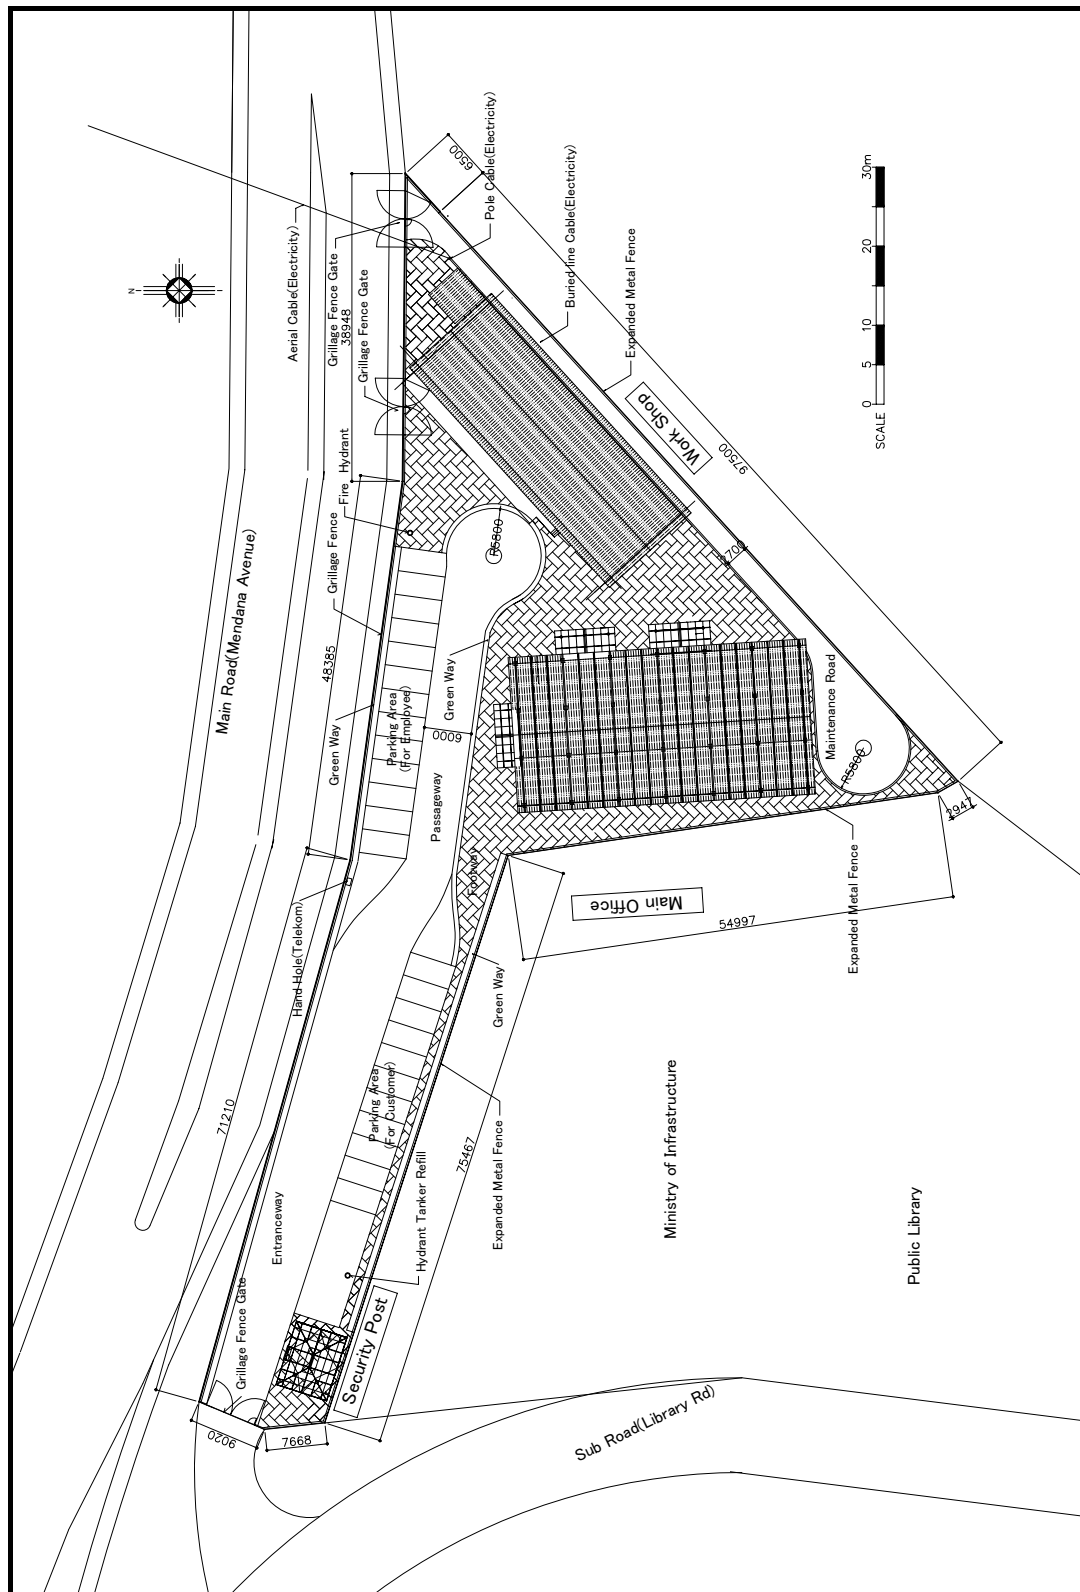 6500
Pole Cable(Electricity)
Buried line Cable(Electricity)
Expanded Metal Fence
Aerial Cable(Electricity)
Grillage Fence Gate
38948
Grillage Fence Gate
N
30m
20
10
5
0
SCALE
Work Shop
97500
Fire Hydrant
Grillage Fence
R5800
Main Road(Mendana Avenue)
48385
Green Way
Parking Area
(For Employee)
Green Way
6000
Passageway
Footway
Maintenance Road
R5800
2941
Main Office
54997
Expanded Metal Fence
Hand Hole(Telekom)
Green Way
71210
Parking Area
(For Customer)
75467
Expanded Metal Fence
Hydrant Tanker Refill
Entranceway
Grillage Fence Gate
Security Post
9020
7668
Ministry of Infrastructure
Public Library
Sub Road(Library Rd)